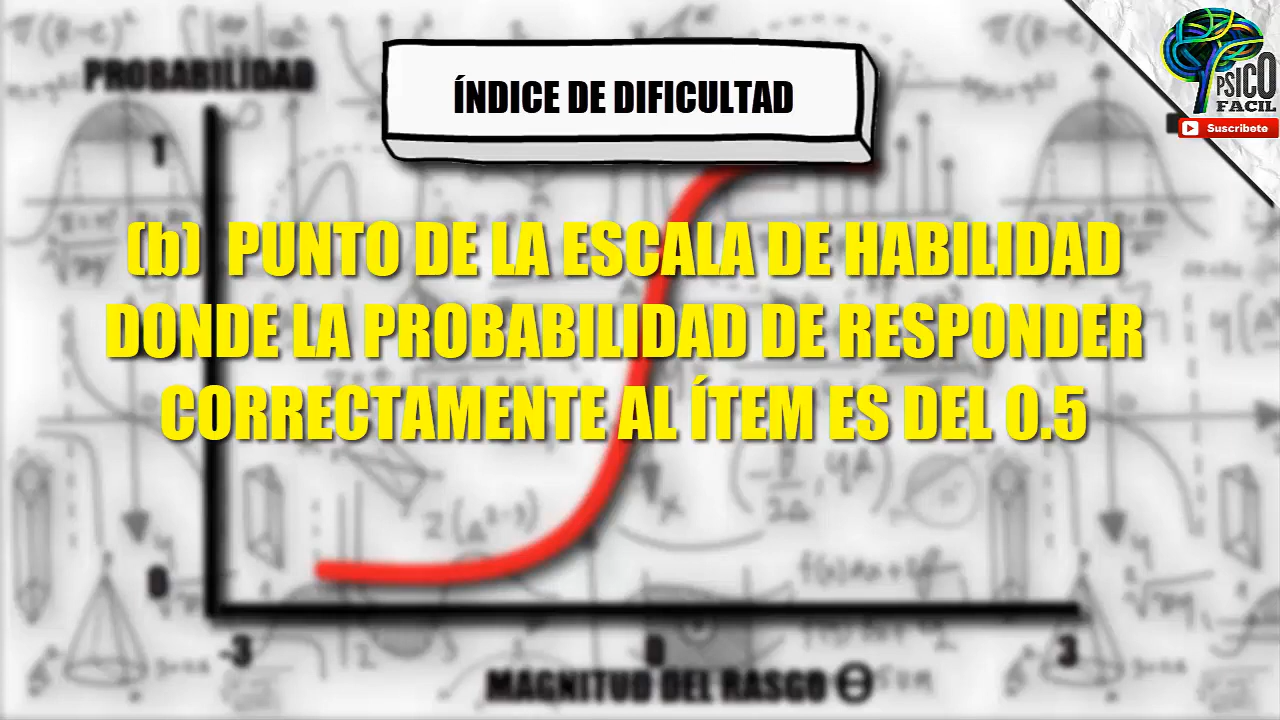 PROBABILIDAD
ÍNDICE DE DIFICULTAD
PSICO
FACIL
Suscribete
1
(b) PUNTO DE LA ESCALA DE HABILIDAD
DONDE LA PROBABILIDAD DE RESPONDER
CORRECTAMENTE AL ÍTEM ES DEL 0.5
0
-3
0
3
MAGNITUD DEL RASGO Θ